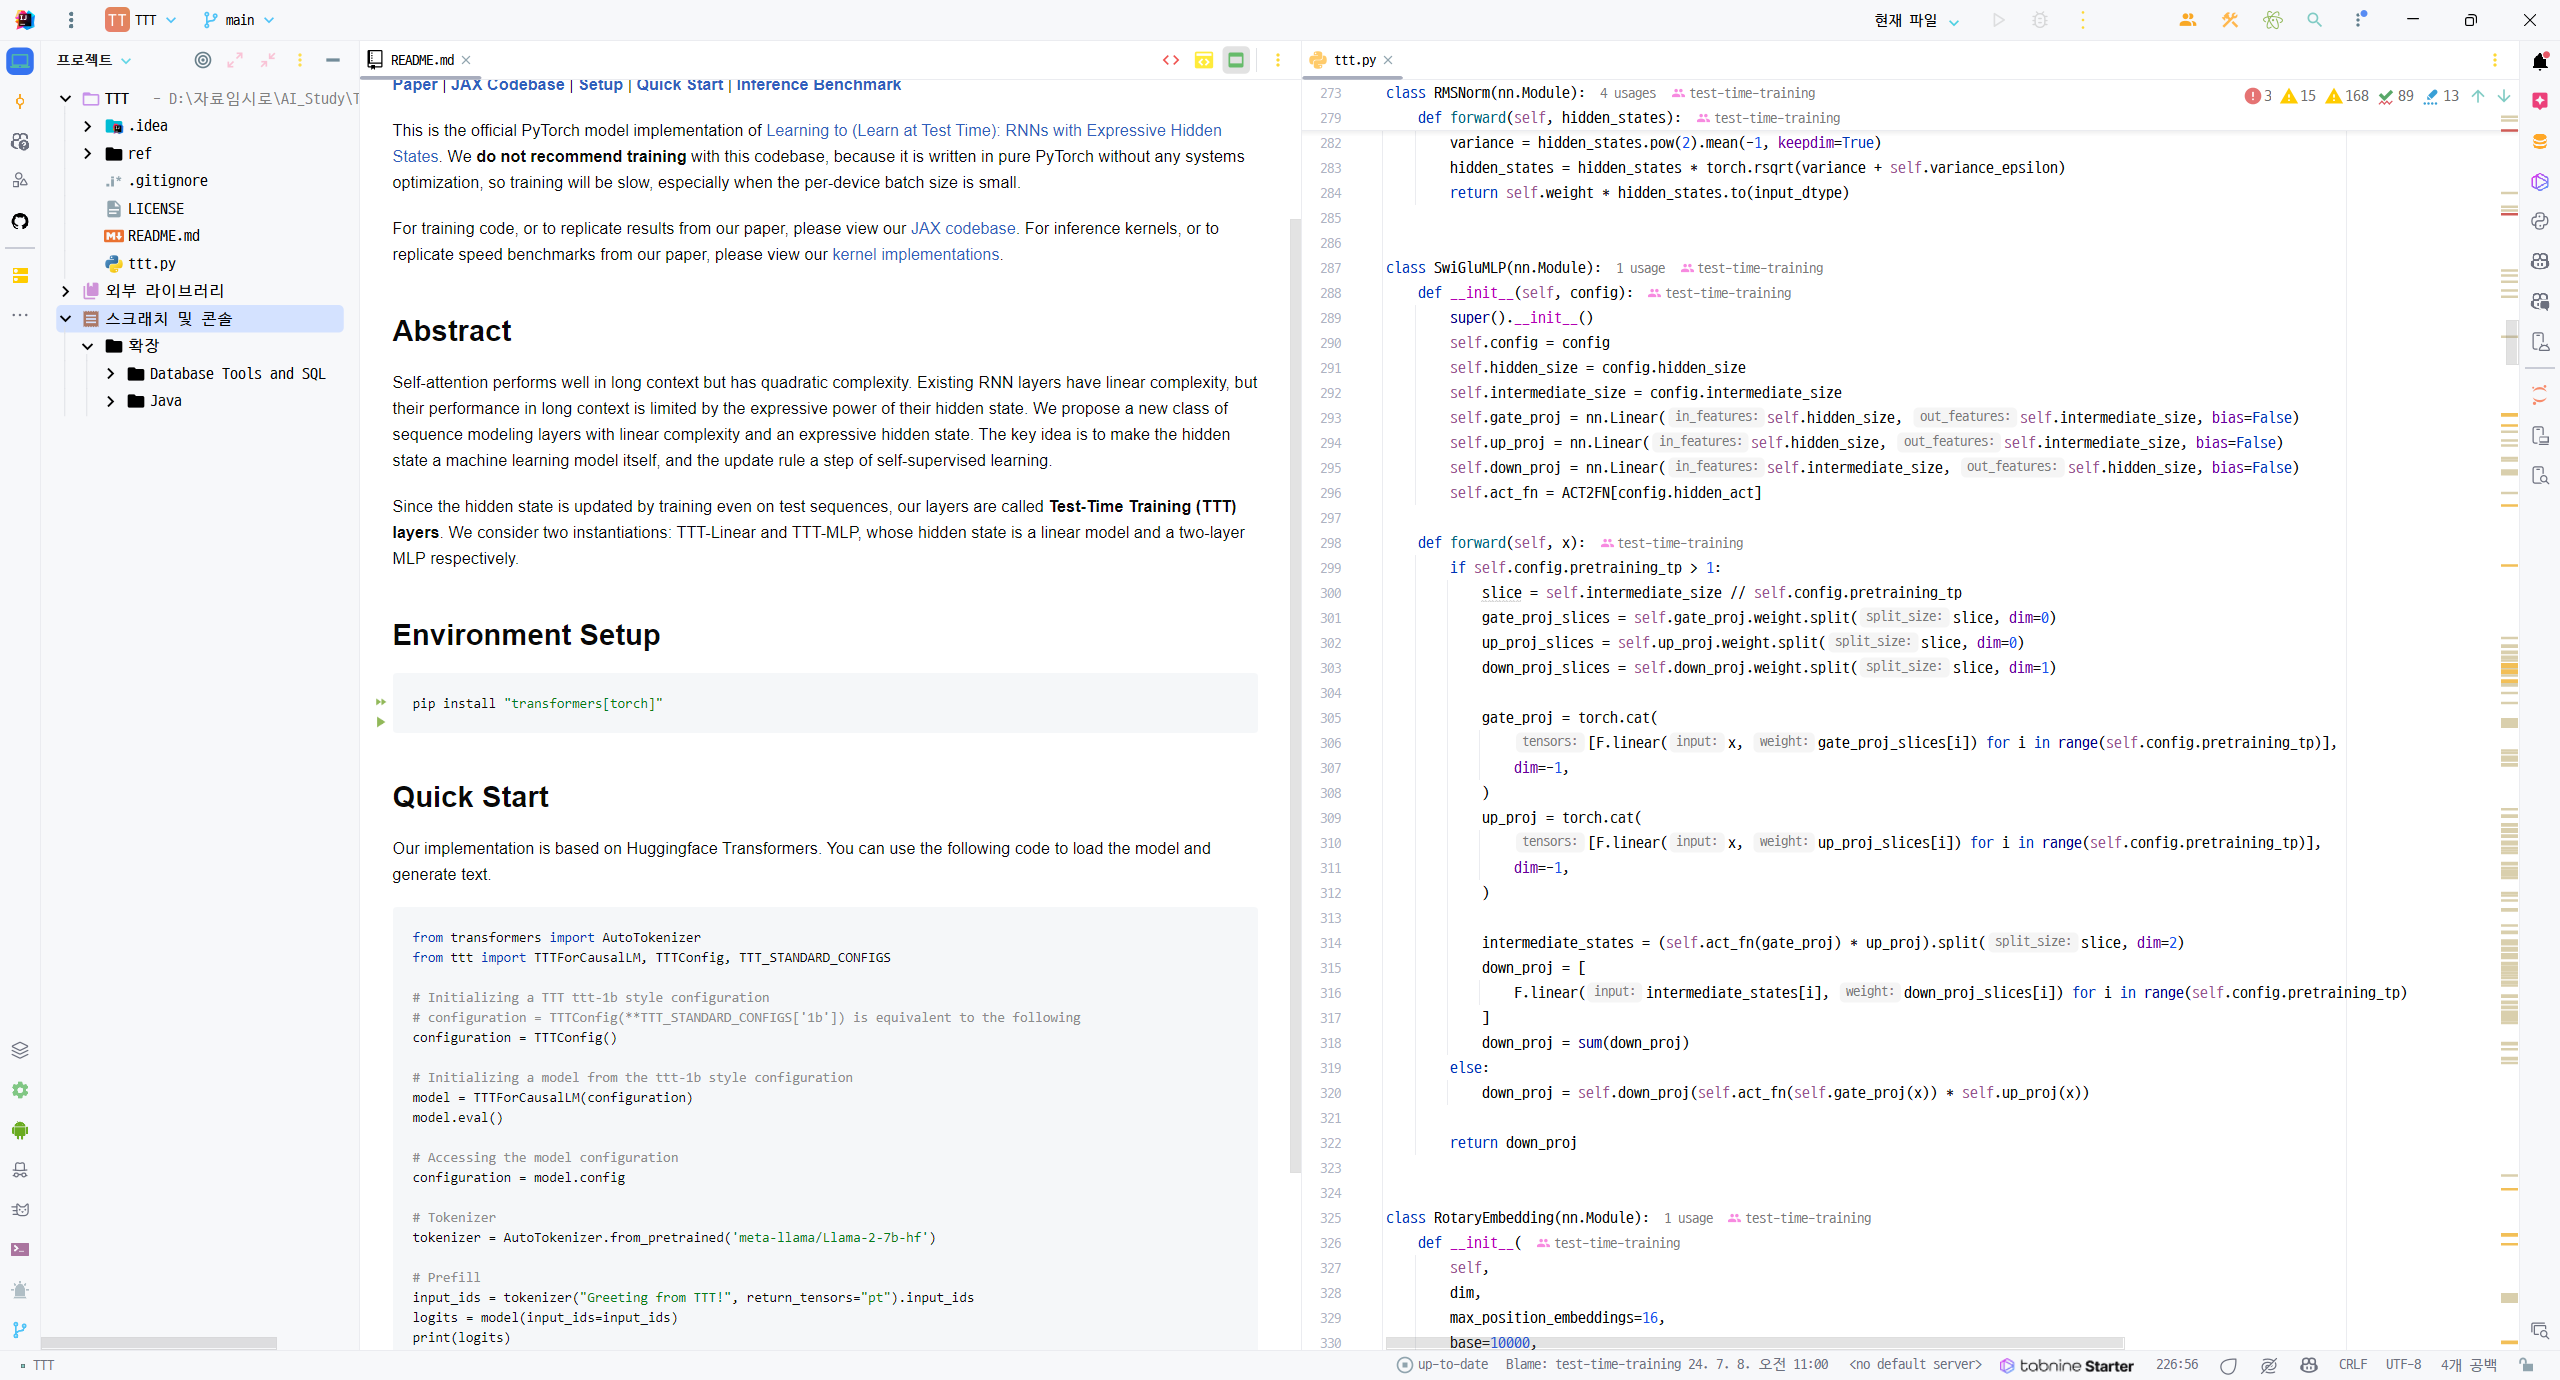 TT TTT main 현재 파일
프로젝트
TTT - D:\자료임시로\AI_Study\T
.idea
ref
.gitignore
LICENSE
README.md
ttt.py
외부 라이브러리
스크래치 및 콘솔
확장
Database Tools and SQL
Java
README.md
Paper | JAX Codebase | Setup | Quick Start | Inference Benchmark
This is the official PyTorch model implementation of Learning to (Learn at Test Time): RNNs with Expressive Hidden
States. We do not recommend training with this codebase, because it is written in pure PyTorch without any systems
optimization, so training will be slow, especially when the per-device batch size is small.
For training code, or to replicate results from our paper, please view our JAX codebase. For inference kernels, or to
replicate speed benchmarks from our paper, please view our kernel implementations.
Abstract
Self-attention performs well in long context but has quadratic complexity. Existing RNN layers have linear complexity, but
their performance in long context is limited by the expressive power of their hidden state. We propose a new class of
sequence modeling layers with linear complexity and an expressive hidden state. The key idea is to make the hidden
state a machine learning model itself, and the update rule a step of self-supervised learning.
Since the hidden state is updated by training even on test sequences, our layers are called Test-Time Training (TTT)
layers. We consider two instantiations: TTT-Linear and TTT-MLP, whose hidden state is a linear model and a two-layer
MLP respectively.
Environment Setup
pip install "transformers[torch]"
Quick Start
Our implementation is based on Huggingface Transformers. You can use the following code to load the model and
generate text.
from transformers import AutoTokenizer
from ttt import TTTForCausalLM, TTTConfig, TTT_STANDARD_CONFIGS
# Initializing a TTT ttt-1b style configuration
# configuration = TTTConfig(**TTT_STANDARD_CONFIGS['1b']) is equivalent to the following
configuration = TTTConfig()
# Initializing a model from the ttt-1b style configuration
model = TTTForCausalLM(configuration)
model.eval()
# Accessing the model configuration
configuration = model.config
# Tokenizer
tokenizer = AutoTokenizer.from_pretrained('meta-llama/Llama-2-7b-hf')
# Prefill
input_ids = tokenizer("Greeting from TTT!", return_tensors="pt").input_ids
logits = model(input_ids=input_ids)
print(logits)
ttt.py
3 15 168 89 13
273 class RMSNorm(nn.Module): 4 usages test-time-training
279 def forward(self, hidden_states): test-time-training
282 variance = hidden_states.pow(2).mean(-1, keepdim=True)
283 hidden_states = hidden_states * torch.rsqrt(variance + self.variance_epsilon)
284 return self.weight * hidden_states.to(input_dtype)
285
286
287 class SwiGluMLP(nn.Module): 1 usage test-time-training
288 def __init__(self, config): test-time-training
289 super().__init__()
290 self.config = config
291 self.hidden_size = config.hidden_size
292 self.intermediate_size = config.intermediate_size
293 self.gate_proj = nn.Linear( in_features: self.hidden_size, out_features: self.intermediate_size, bias=False)
294 self.up_proj = nn.Linear( in_features: self.hidden_size, out_features: self.intermediate_size, bias=False)
295 self.down_proj = nn.Linear( in_features: self.intermediate_size, out_features: self.hidden_size, bias=False)
296 self.act_fn = ACT2FN[config.hidden_act]
297
298 def forward(self, x): test-time-training
299 if self.config.pretraining_tp > 1:
300 slice = self.intermediate_size // self.config.pretraining_tp
301 gate_proj_slices = self.gate_proj.weight.split( split_size: slice, dim=0)
302 up_proj_slices = self.up_proj.weight.split( split_size: slice, dim=0)
303 down_proj_slices = self.down_proj.weight.split( split_size: slice, dim=1)
304
305 gate_proj = torch.cat(
306 tensors: [F.linear( input: x, weight: gate_proj_slices[i]) for i in range(self.config.pretraining_tp)],
307 dim=-1,
308 )
309 up_proj = torch.cat(
310 tensors: [F.linear( input: x, weight: up_proj_slices[i]) for i in range(self.config.pretraining_tp)],
311 dim=-1,
312 )
313
314 intermediate_states = (self.act_fn(gate_proj) * up_proj).split( split_size: slice, dim=2)
315 down_proj = [
316 F.linear( input: intermediate_states[i], weight: down_proj_slices[i]) for i in range(self.config.pretraining_tp)
317 ]
318 down_proj = sum(down_proj)
319 else:
320 down_proj = self.down_proj(self.act_fn(self.gate_proj(x)) * self.up_proj(x))
321
322 return down_proj
323
324
325 class RotaryEmbedding(nn.Module): 1 usage test-time-training
326 def __init__( test-time-training
327 self,
328 dim,
329 max_position_embeddings=16,
330 base=10000,
TTT
up-to-date Blame: test-time-training 24. 7. 8. 오전 11:00 <no default server> tabnine Starter 226:56 CRLF UTF-8 4개 공백